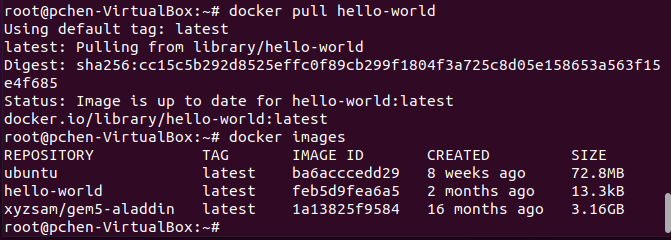 root@pchen-VirtualBox:~# docker pull hello-world
Using default tag: latest
latest: Pulling from library/hello-world
Digest: sha256:cc15c5b292d8525effc0f89cb299f1804f3a725c8d05e158653a563f15
e4f685
Status: Image is up to date for hello-world:latest
docker.io/library/hello-world:latest
root@pchen-VirtualBox:~# docker images
REPOSITORY TAG IMAGE ID CREATED SIZE
ubuntu latest ba6acccedd29 8 weeks ago 72.8MB
hello-world latest feb5d9fea6a5 2 months ago 13.3kB
xyzsam/gem5-aladdin latest 1a13825f9584 16 months ago 3.16GB
root@pchen-VirtualBox:~#